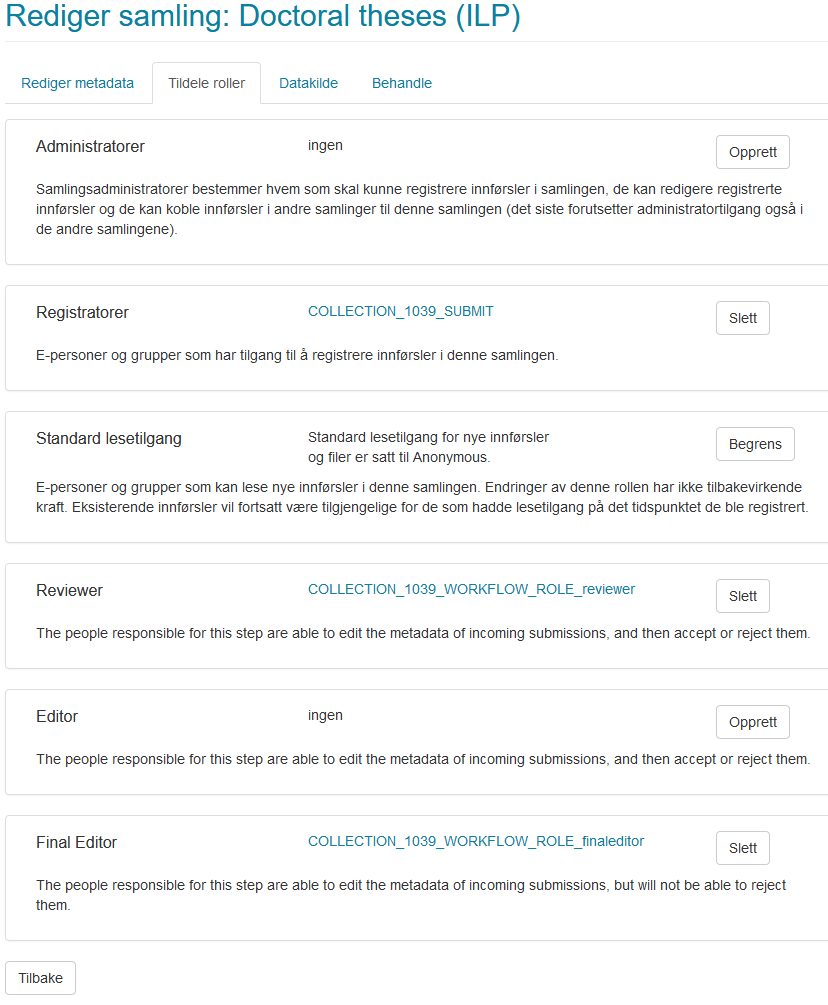 Rediger samling: Doctoral theses (ILP)
Rediger metadata Tildele roller Datakilde Behandle
Administratorer ingen Opprett
Samlingsadministratorer bestemmer hvem som skal kunne registrere innførsler i samlingen, de kan redigere registrerte
innførsler og de kan koble innførsler i andre samlinger til denne samlingen (det siste forutsetter administratortilgang også i
de andre samlingene).
Registratorer COLLECTION_1039_SUBMIT Slett
E-personer og grupper som har tilgang til å registrere innførsler i denne samlingen.
Standard lesetilgang Standard lesetilgang for nye innførsler Begrens
og filer er satt til Anonymous.
E-personer og grupper som kan lese nye innførsler i denne samlingen. Endringer av denne rollen har ikke tilbakevirkende
kraft. Eksisterende innførsler vil fortsatt være tilgjengelige for de som hadde lesetilgang på det tidspunktet de ble registrert.
Reviewer COLLECTION_1039_WORKFLOW_ROLE_reviewer Slett
The people responsible for this step are able to edit the metadata of incoming submissions, and then accept or reject them.
Editor ingen Opprett
The people responsible for this step are able to edit the metadata of incoming submissions, and then accept or reject them.
Final Editor COLLECTION_1039_WORKFLOW_ROLE_finaleditor Slett
The people responsible for this step are able to edit the metadata of incoming submissions, but will not be able to reject
them.
Tilbake